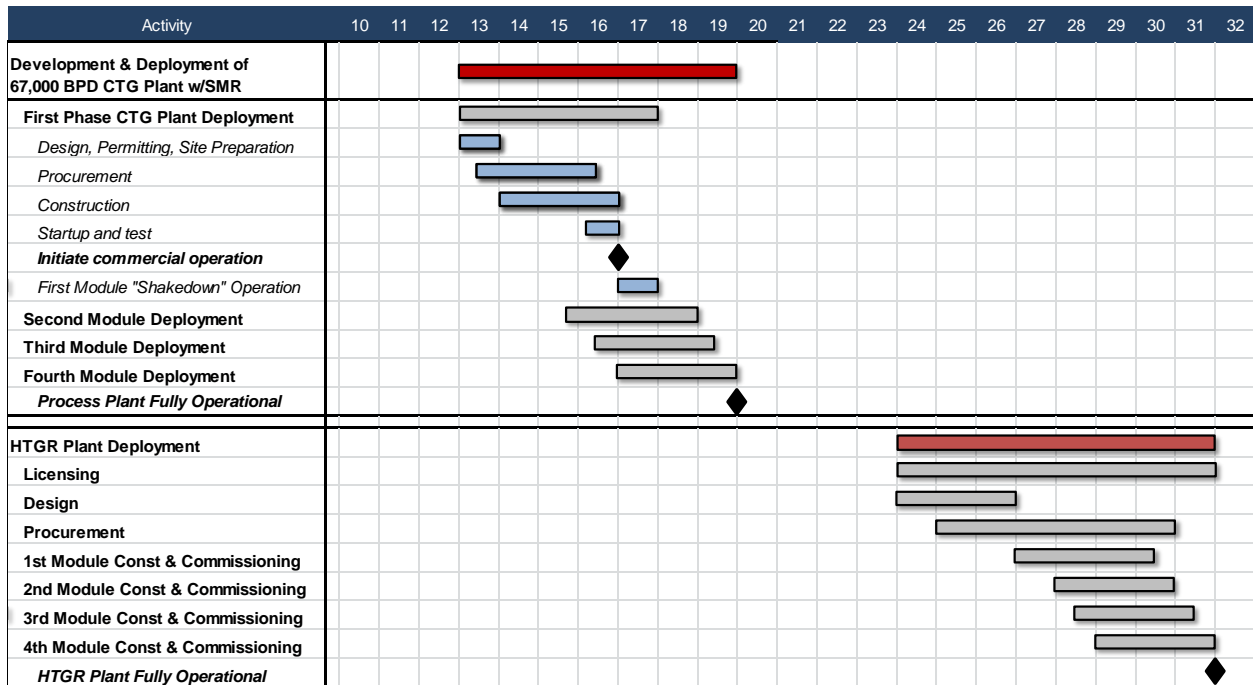 Activity 10 11 12 13 14 15 16 17 18 19 20 21 22 23 24 25 26 27 28 29 30 31 32
Development & Deployment of
67,000 BPD CTG Plant w/SMR
First Phase CTG Plant Deployment
Design, Permitting, Site Preparation
Procurement
Construction
Startup and test
Initiate commercial operation
First Module "Shakedown" Operation
Second Module Deployment
Third Module Deployment
Fourth Module Deployment
Process Plant Fully Operational
HTGR Plant Deployment
Licensing
Design
Procurement
1st Module Const & Commissioning
2nd Module Const & Commissioning
3rd Module Const & Commissioning
4th Module Const & Commissioning
HTGR Plant Fully Operational